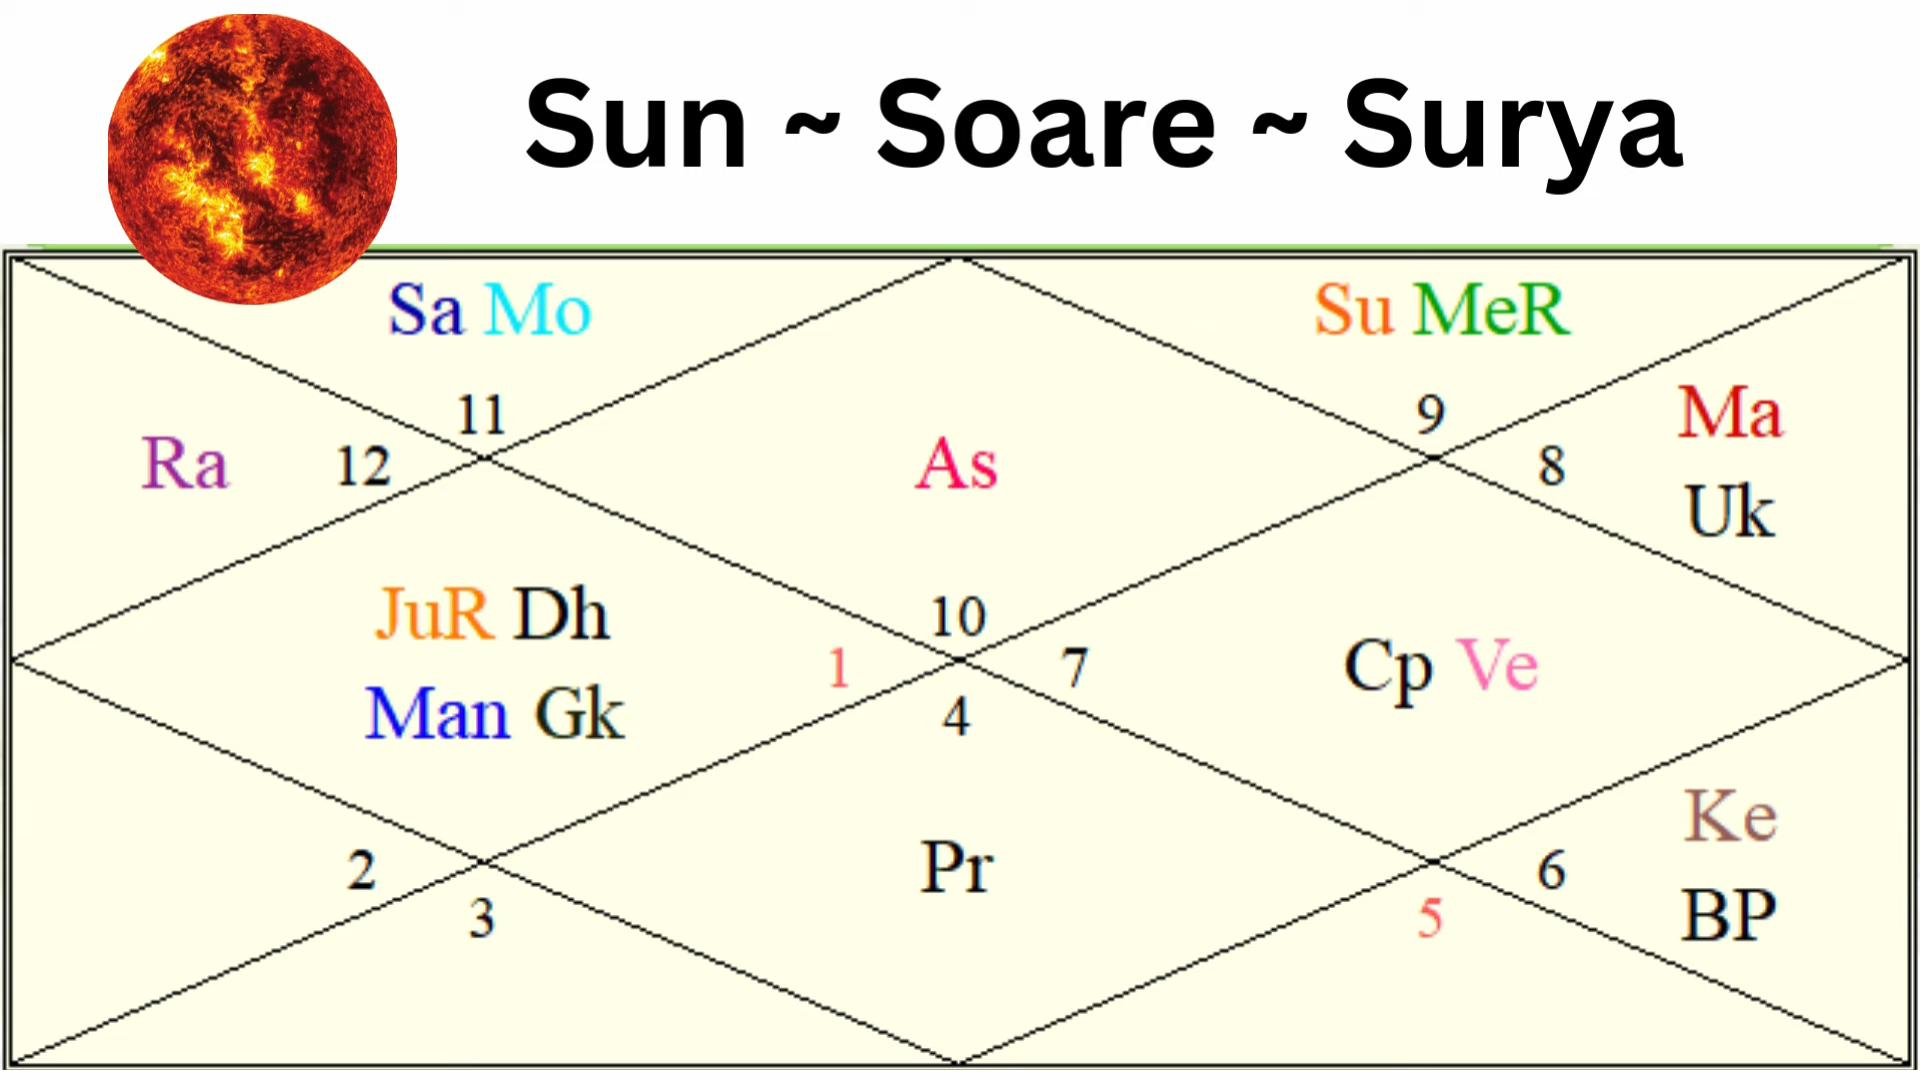 Sun ~ Soare ~ Surya
Sa Mo
Su MeR
11
9
Ma
Ra
12
As
8
Uk
JuR Dh
10
1
7
Cp Ve
Man Gk
4
Ke
2
Pr
6
3
5
BP